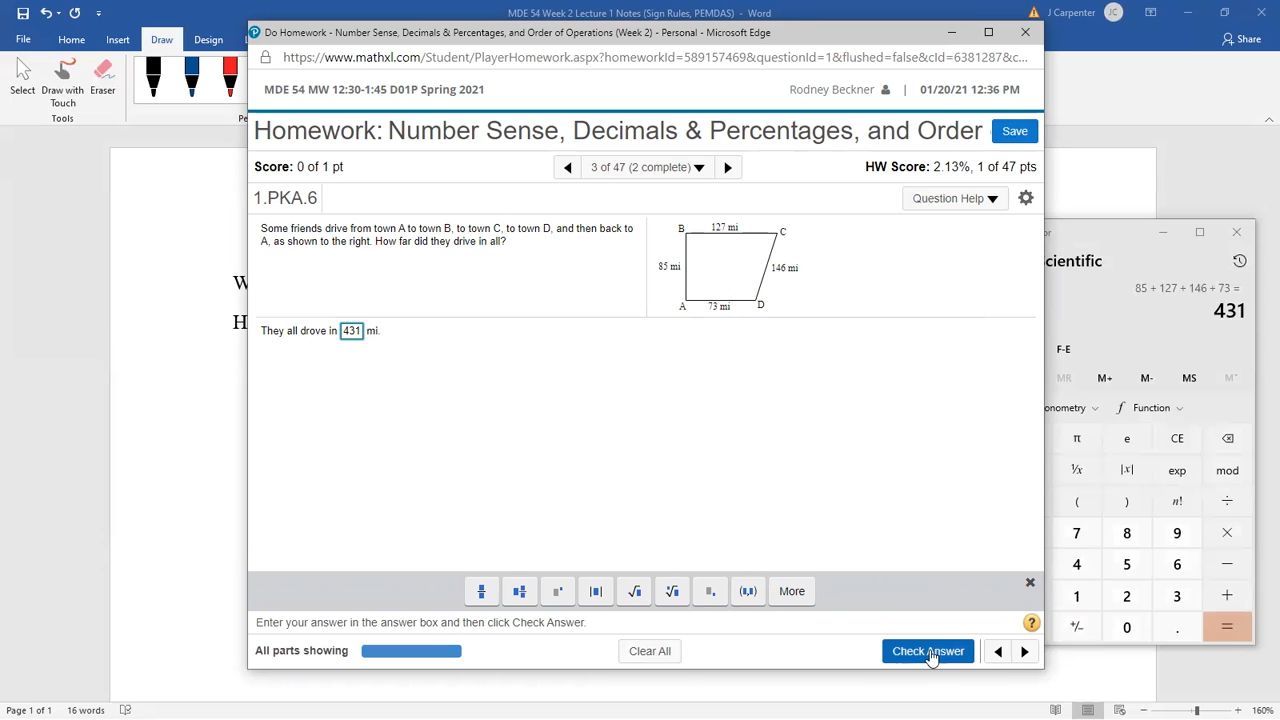 MDE 54 Week 2 Lecture 1 Notes (Sign Rules, PEMDAS) - Word
J Carpenter
JC
File
Home
Insert
Draw
Design
Share
Select
Draw with
Touch
Eraser
Tools
Do Homework - Number Sense, Decimals & Percentages, and Order of Operations (Week 2) - Personal - Microsoft Edge
https://www.mathxl.com/Student/PlayerHomework.aspx?homeworkId=589157469&questionId=1&flushed=false&cId=6381287&c...
MDE 54 MW 12:30-1:45 D01P Spring 2021
Rodney Beckner | 01/20/21 12:36 PM
Homework: Number Sense, Decimals & Percentages, and Order
Save
Score: 0 of 1 pt
3 of 47 (2 complete)
HW Score: 2.13%, 1 of 47 pts
1.PKA.6
Question Help
Some friends drive from town A to town B, to town C, to town D, and then back to
A, as shown to the right. How far did they drive in all?
B 127 mi C
85 mi 146 mi
A 73 mi D
They all drove in 431 mi.
W
H
cientific
85 + 127 + 146 + 73 =
431
F-E
MR M+ M- MS M˅
onometry
f Function
π e CE
⅟x |x| exp mod
( ) n! ÷
7 8 9 ×
4 5 6 −
1 2 3 +
+/− 0 . =
More
Enter your answer in the answer box and then click Check Answer.
?
All parts showing
Clear All
Check Answer
Page 1 of 1
16 words
160%